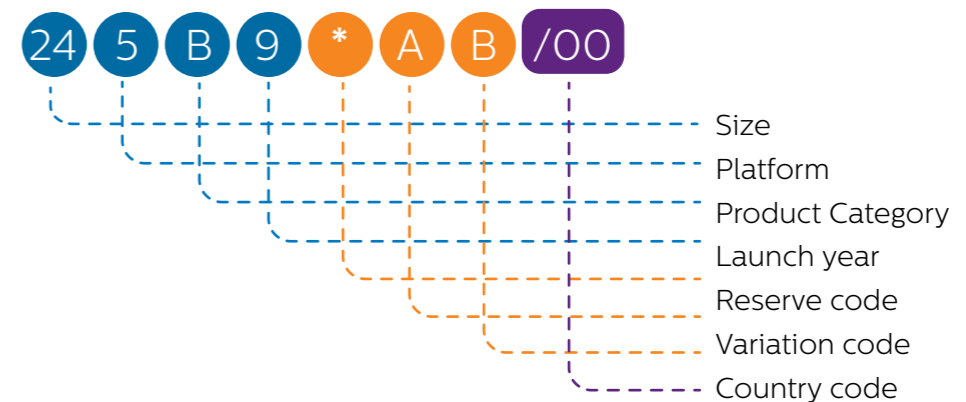 24 5 B 9 * A B /00
Size
Platform
Product Category
Launch year
Reserve code
Variation code
Country code